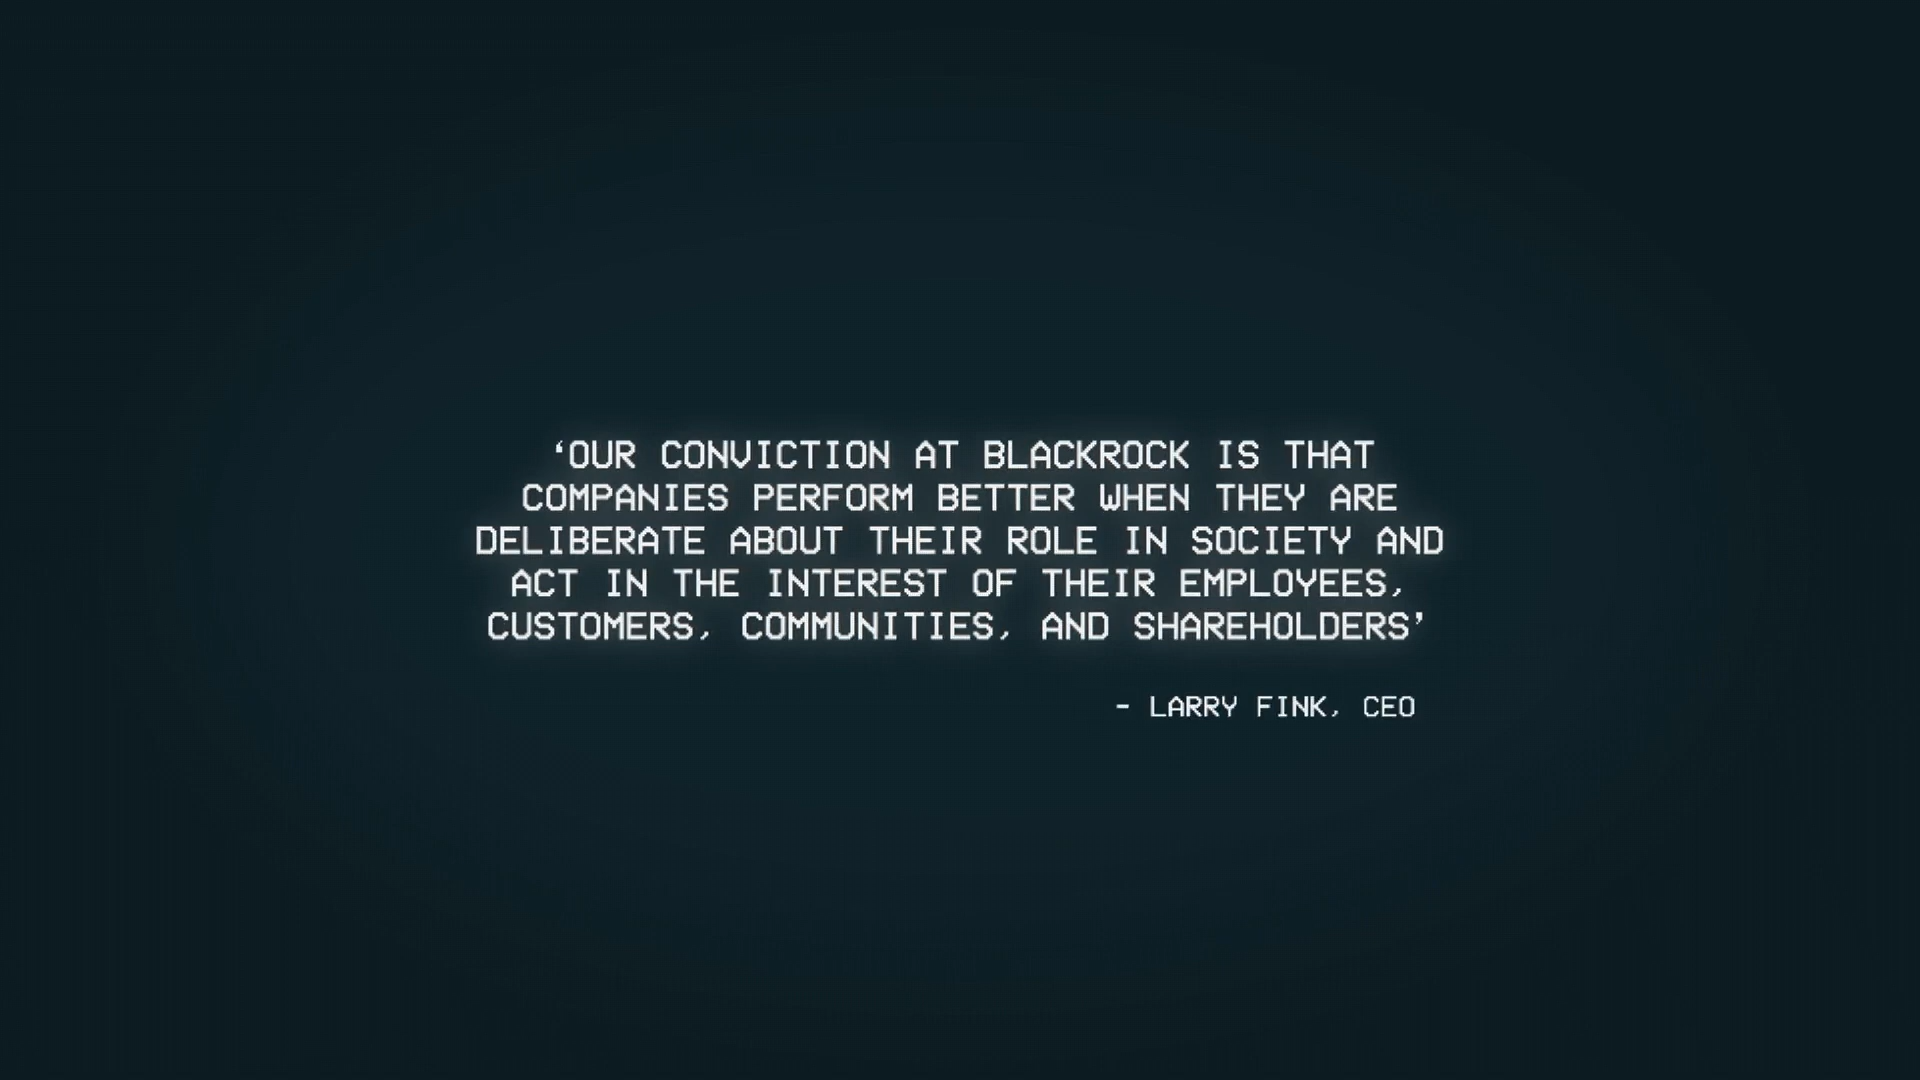 ‘OUR CONVICTION AT BLACKROCK IS THAT
COMPANIES PERFORM BETTER WHEN THEY ARE
DELIBERATE ABOUT THEIR ROLE IN SOCIETY AND
ACT IN THE INTEREST OF THEIR EMPLOYEES,
CUSTOMERS, COMMUNITIES, AND SHAREHOLDERS’
- LARRY FINK, CEO